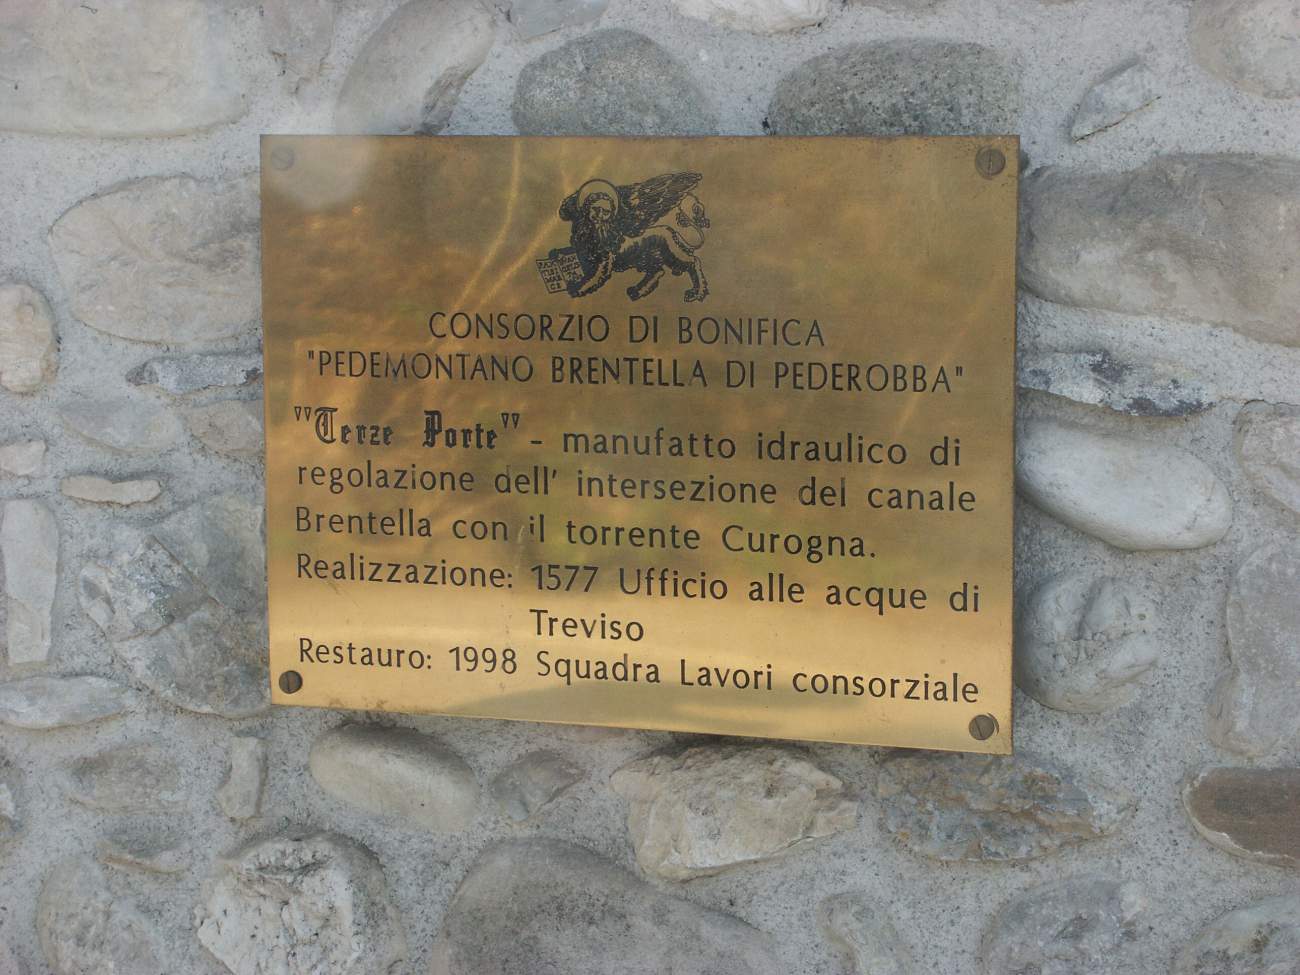 CONSORZIO DI BONIFICA
"PEDEMONTANO BRENTELLA DI PEDEROBBA"
"Terze Porte" - manufatto idraulico di
regolazione dell' intersezione del canale
Brentella con il torrente Curogna.
Realizzazione: 1577 Ufficio alle acque di
Treviso
Restauro: 1998 Squadra Lavori consorziale